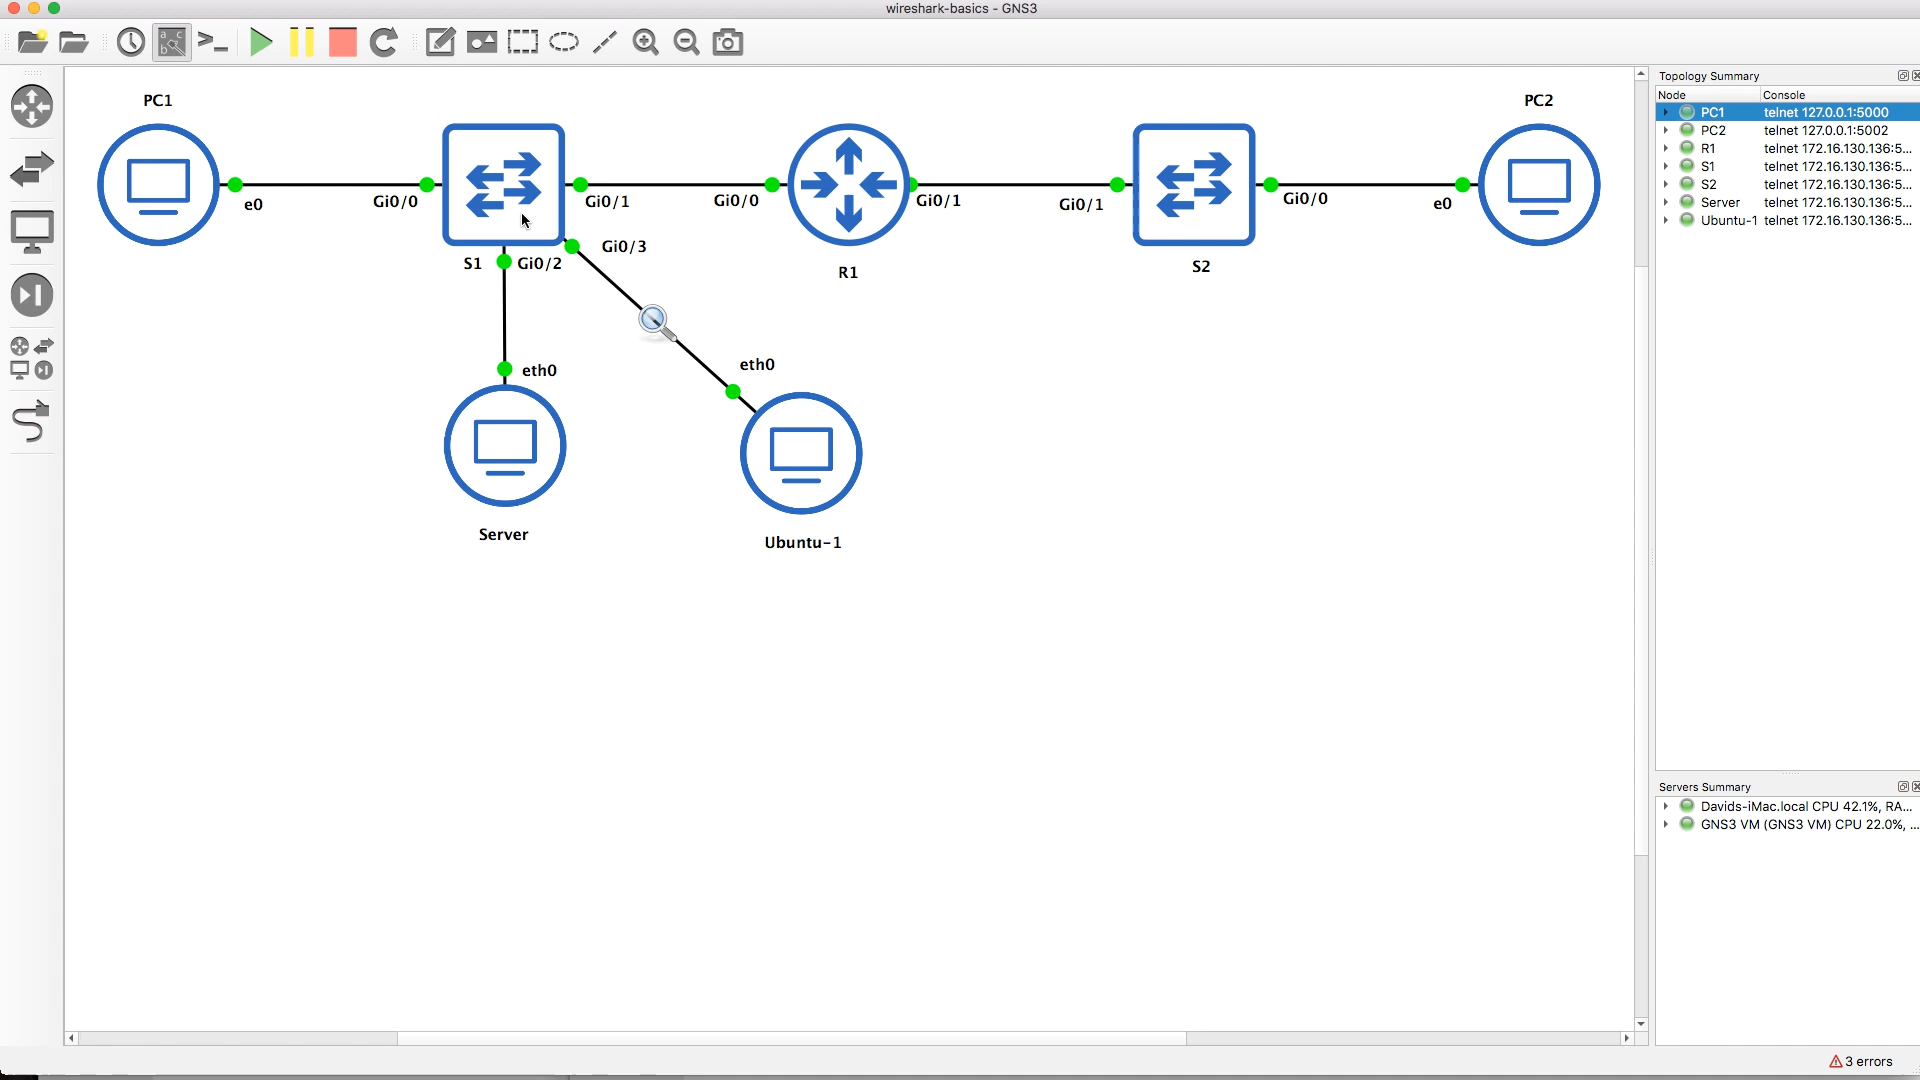 wireshark-basics - GNS3
PC1
PC2
e0
Gi0/0
Gi0/1
Gi0/0
Gi0/1
Gi0/1
Gi0/0
e0
S1
Gi0/2
Gi0/3
R1
S2
eth0
eth0
Server
Ubuntu-1
Topology Summary
Node Console
PC1 telnet 127.0.0.1:5000
PC2 telnet 127.0.0.1:5002
R1 telnet 172.16.130.136:5...
S1 telnet 172.16.130.136:5...
S2 telnet 172.16.130.136:5...
Server telnet 172.16.130.136:5...
Ubuntu-1 telnet 172.16.130.136:5...
Servers Summary
Davids-iMac.local CPU 42.1%, RA...
GNS3 VM (GNS3 VM) CPU 22.0%, ...
3 errors